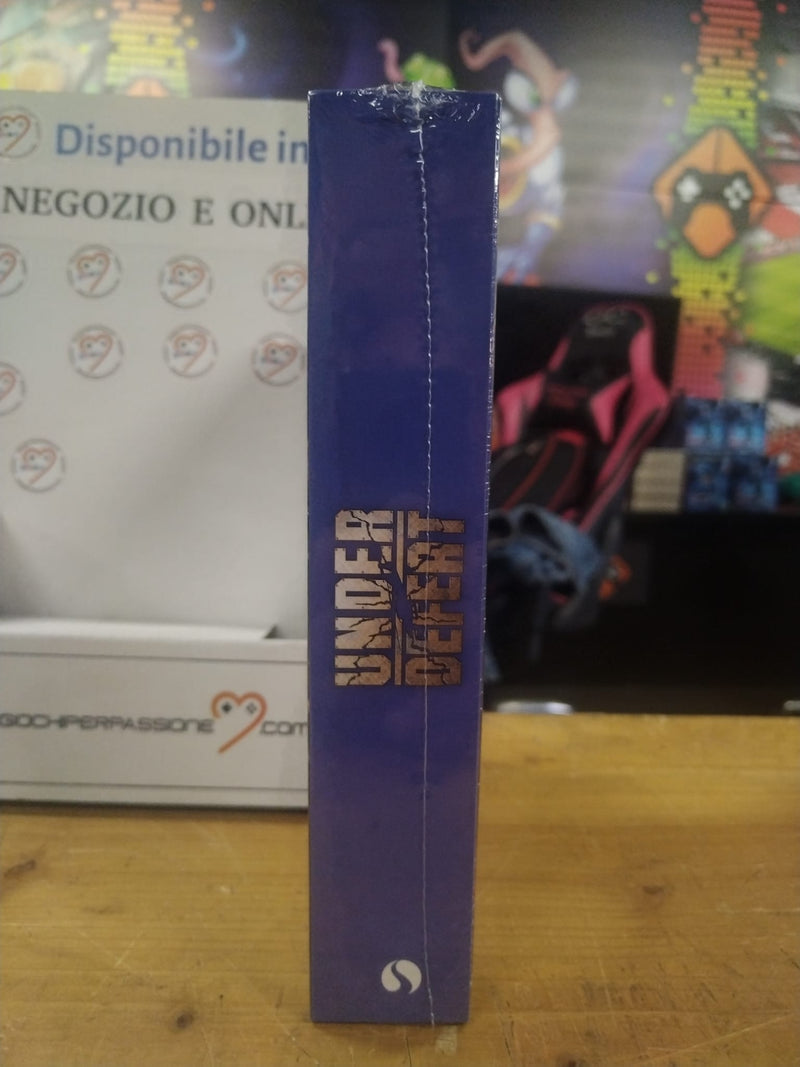 Disponibile in
NEGOZIO E ONL
UNDER
DEFEAT
GIOCHIPERPASSIONE.com